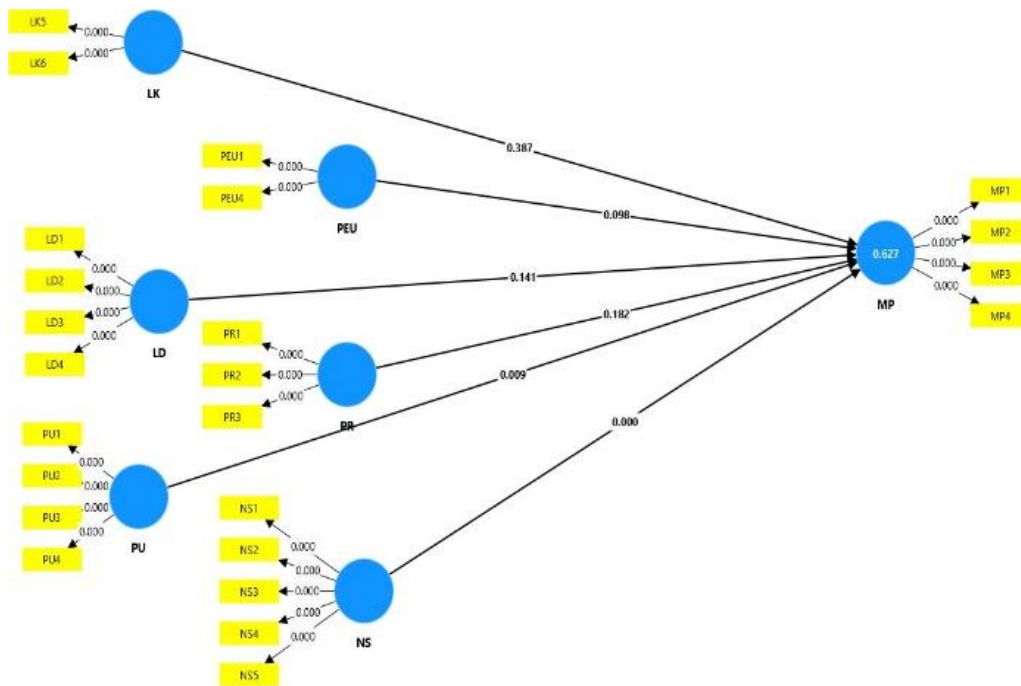 LK5
0.000
0.000
LK6
LK
0.387
PEU1
0.000
0.000
PEU4
PEU
0.098
LD1
0.000
LD2
0.000
0.000
LD3
0.000
LD4
LD
0.141
PR1
0.000
PR2
0.000
0.000
PR3
PR
0.182
PU1
0.000
PU2
0.000
0.000
PU3
0.000
PU4
PU
0.009
NS1
0.000
NS2
0.000
NS3
0.000
0.000
NS4
0.000
NS5
NS
0.000
0.627
MP
MP1
0.000
MP2
0.000
0.000
MP3
0.000
MP4